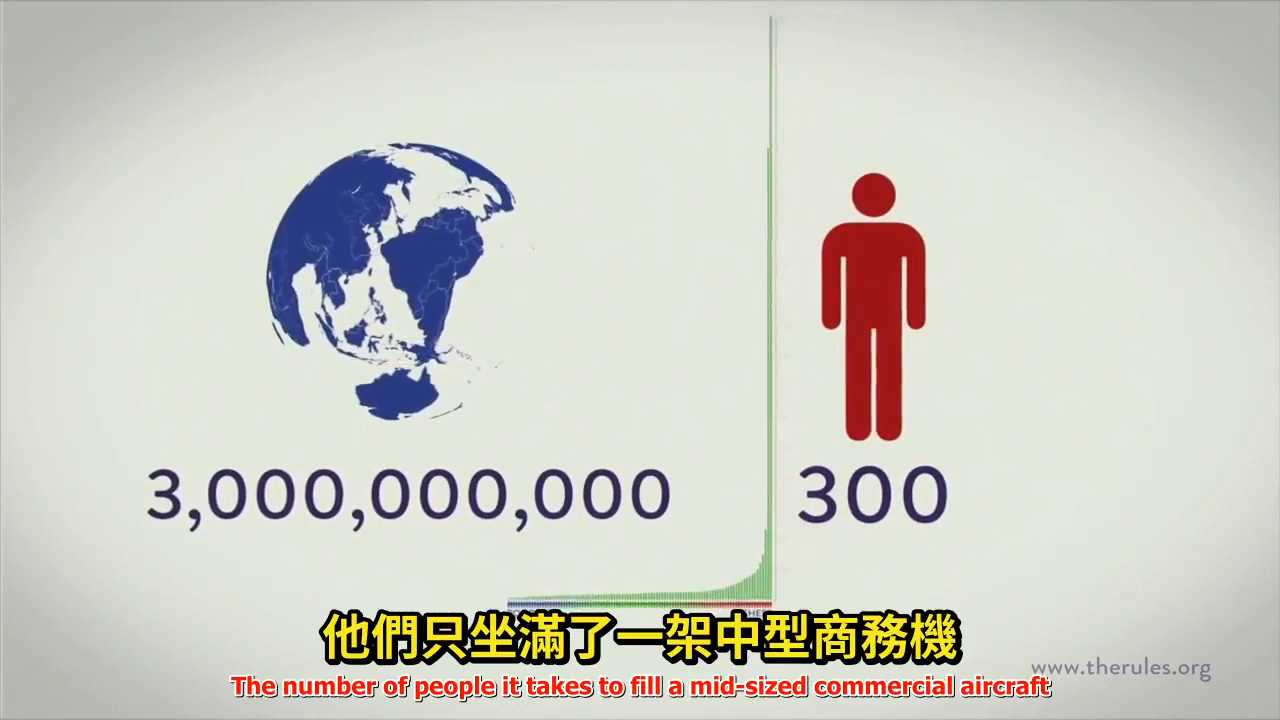 3,000,000,000
300
他們只坐滿了一架中型商務機
www.therules.org
The number of people it takes to fill a mid-sized commercial aircraft